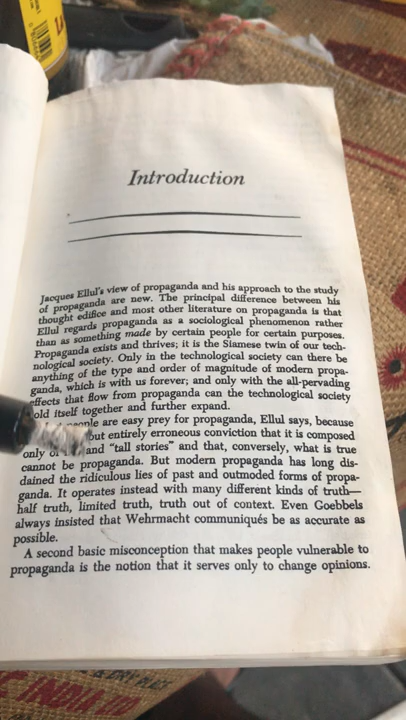 Introduction
Jacques Ellul's view of propaganda and his approach to the study
of propaganda are new. The principal difference between his
thought edifice and most other literature on propaganda is that
Ellul regards propaganda as a sociological phenomenon rather
than as something made by certain people for certain purposes.
Propaganda exists and thrives; it is the Siamese twin of our tech-
nological society. Only in the technological society can there be
anything of the type and order of magnitude of modern propa-
ganda, which is with us forever; and only with the all-pervading
effects that flow from propaganda can the technological society
old itself together and further expand.
people are easy prey for propaganda, Ellul says, because
but entirely erroneous conviction that it is composed
only of and "tall stories" and that, conversely, what is true
cannot be propaganda. But modern propaganda has long dis-
dained the ridiculous lies of past and outmoded forms of propa-
ganda. It operates instead with many different kinds of truth—
half truth, limited truth, truth out of context. Even Goebbels
always insisted that Wehrmacht communiqués be as accurate as
possible.
A second basic misconception that makes people vulnerable to
propaganda is the notion that it serves only to change opinions.
INDIA